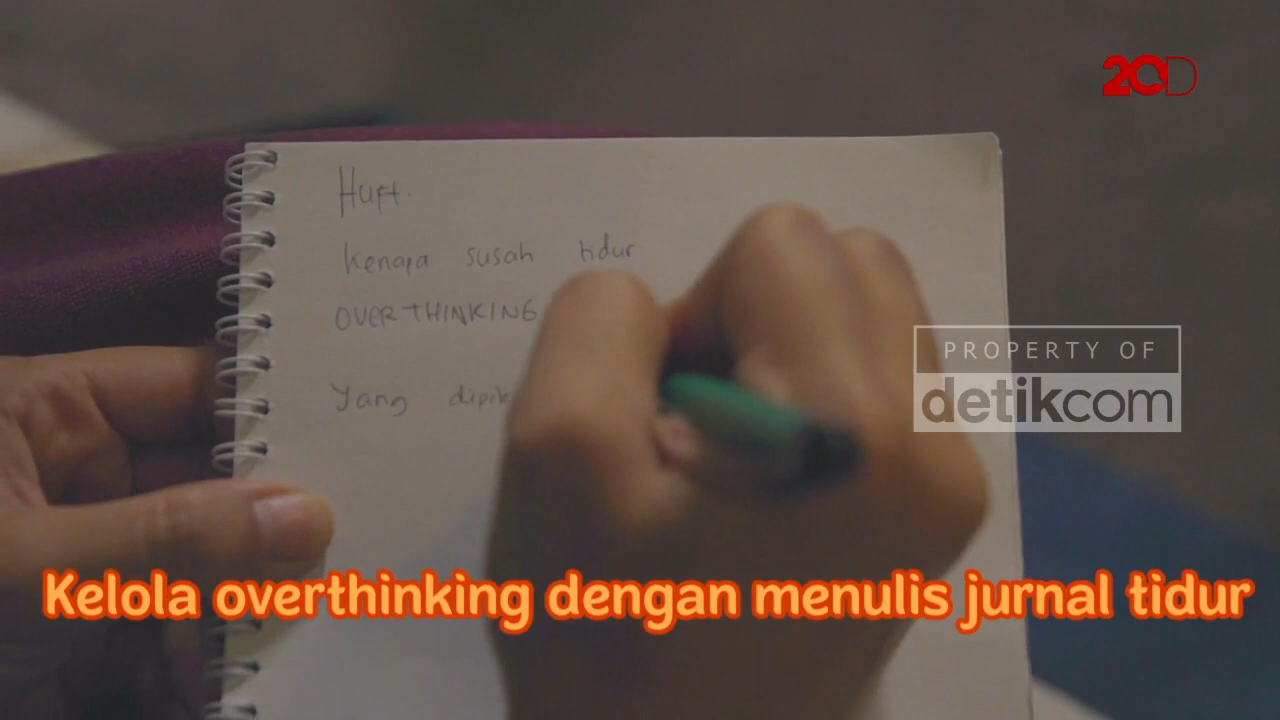 20D
Huft.
Kenapa susah tidur
OVERTHINKING
Yang
PROPERTY OF
detikcom
Kelola overthinking dengan menulis jurnal tidur